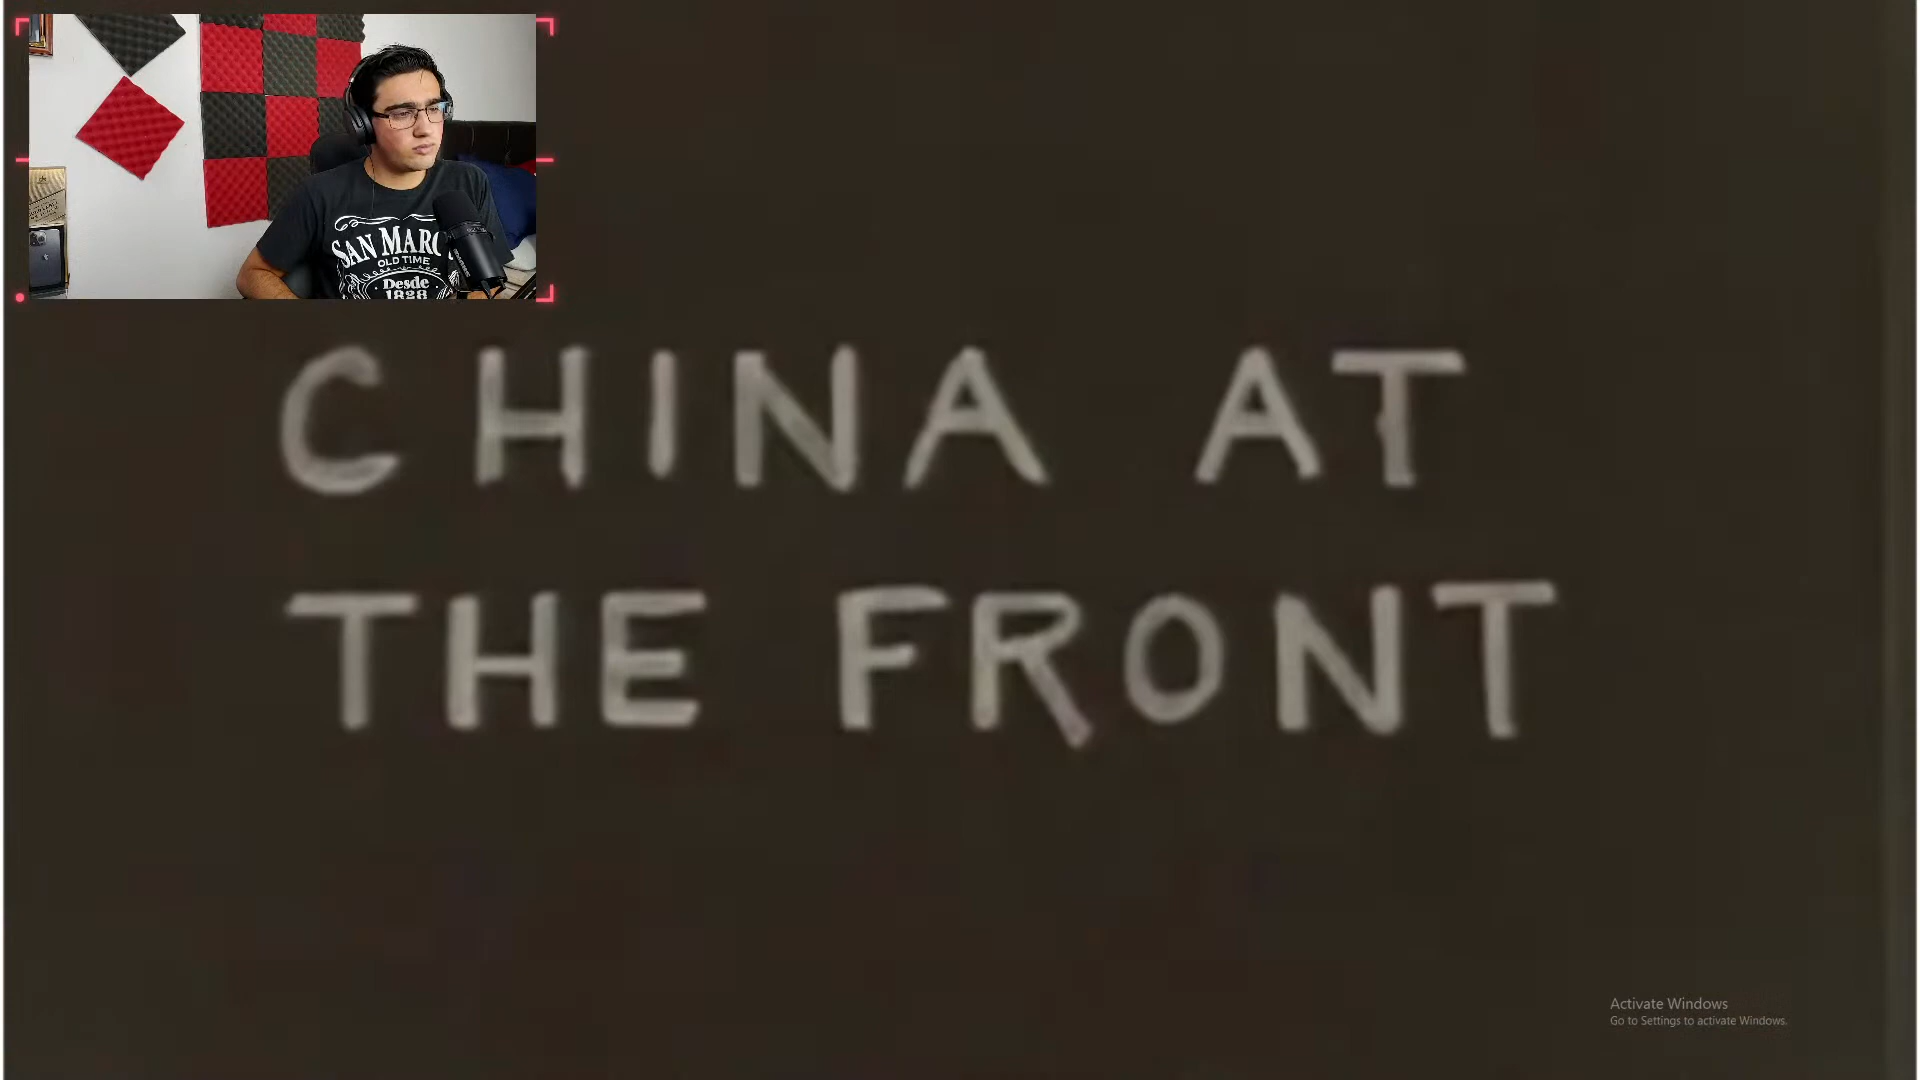 SAN MARC
OLD TIME
Desde
1828
CHINA AT
THE FRONT
Activate Windows
Go to Settings to activate Windows.